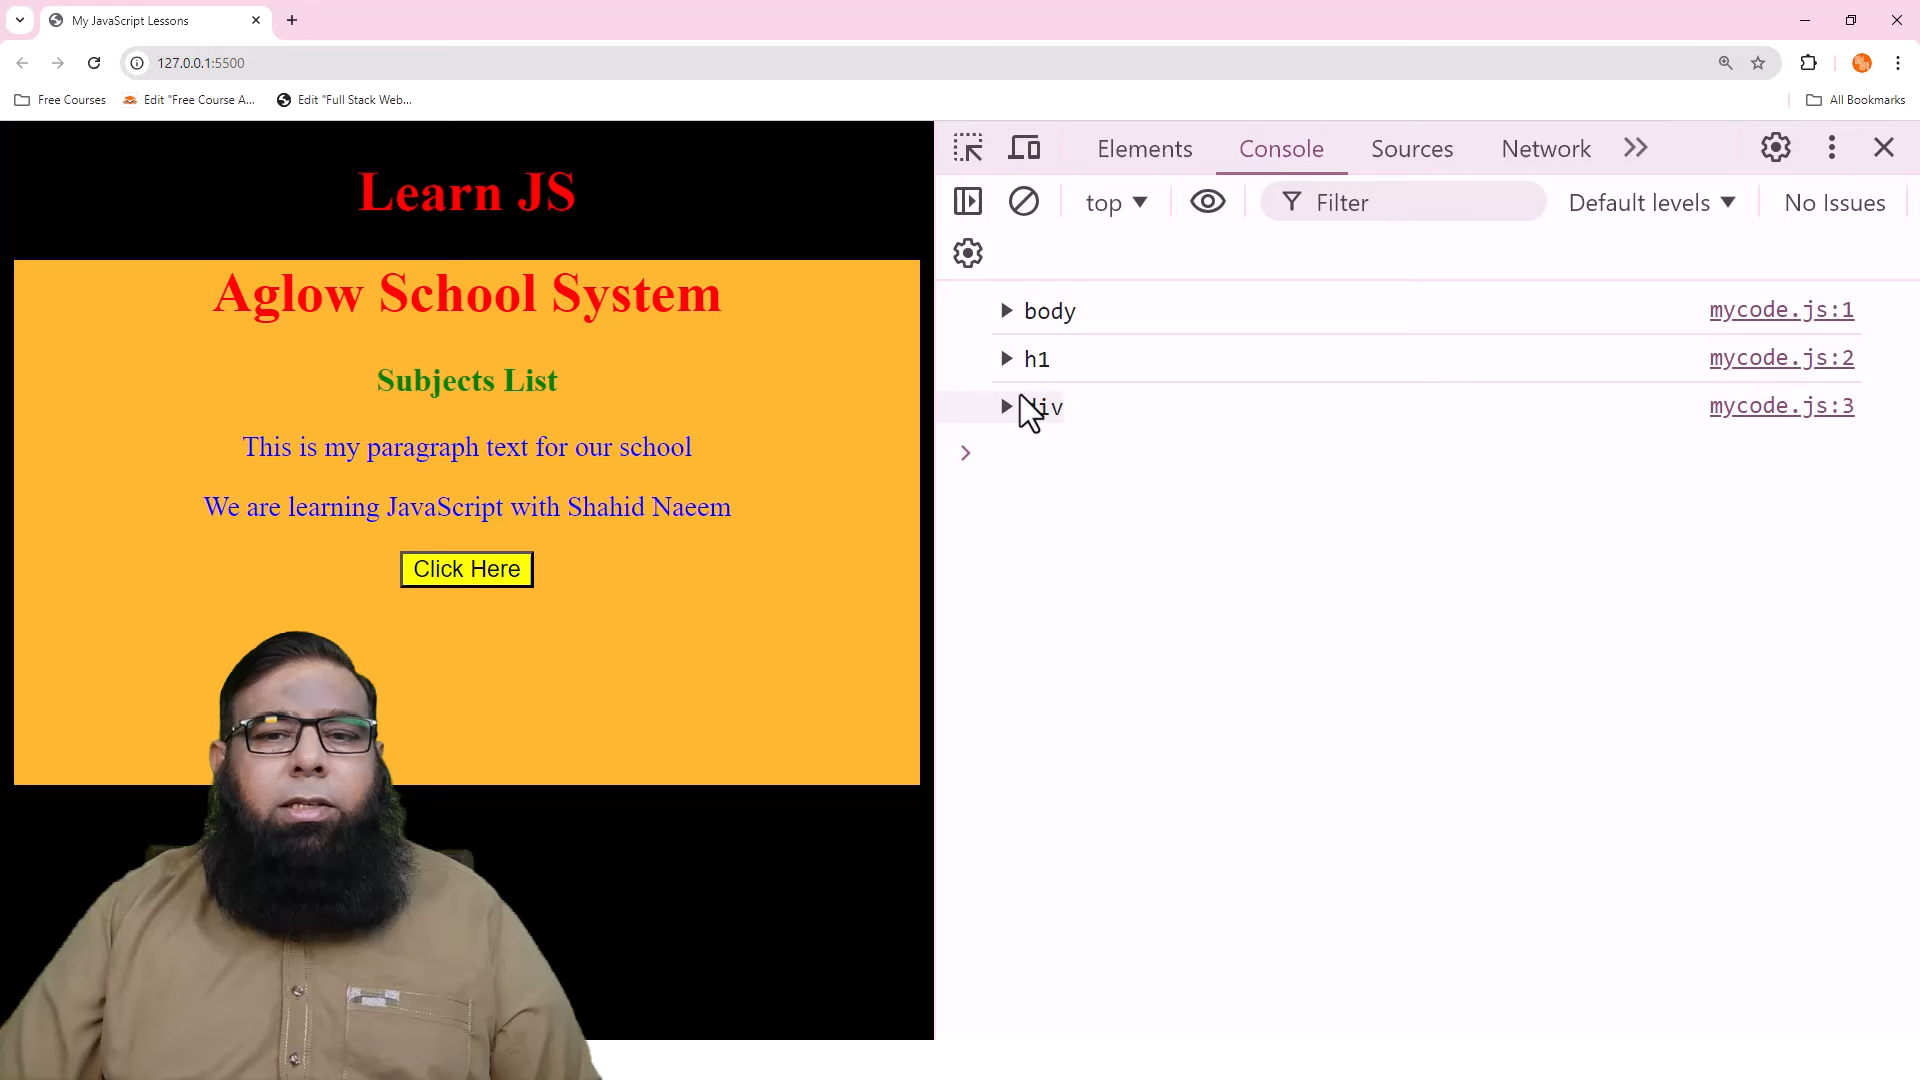 My JavaScript Lessons
127.0.0.1:5500
Free Courses
Edit "Free Course A...
Edit "Full Stack Web...
All Bookmarks
Learn JS
Aglow School System
Subjects List
This is my paragraph text for our school
We are learning JavaScript with Shahid Naeem
Click Here
Elements
Console
Sources
Network
top
Filter
Default levels
No Issues
body
mycode.js:1
h1
mycode.js:2
mycode.js:3